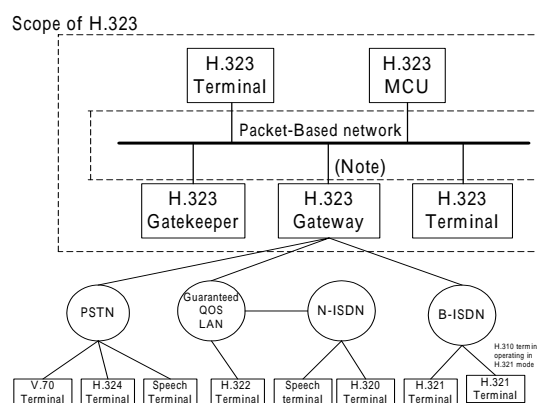 Scope of H.323
H.323
Terminal
H.323
MCU
Packet-Based network
(Note)
H.323
Gatekeeper
H.323
Gateway
H.323
Terminal
PSTN
Guaranteed
QOS
LAN
N-ISDN
B-ISDN
H.310 termin
operating in
H.321 mode
V.70
Terminal
H.324
Terminal
Speech
Terminal
H.322
Terminal
Speech
terminal
H.320
Terminal
H.321
Terminal
H.321
Terminal